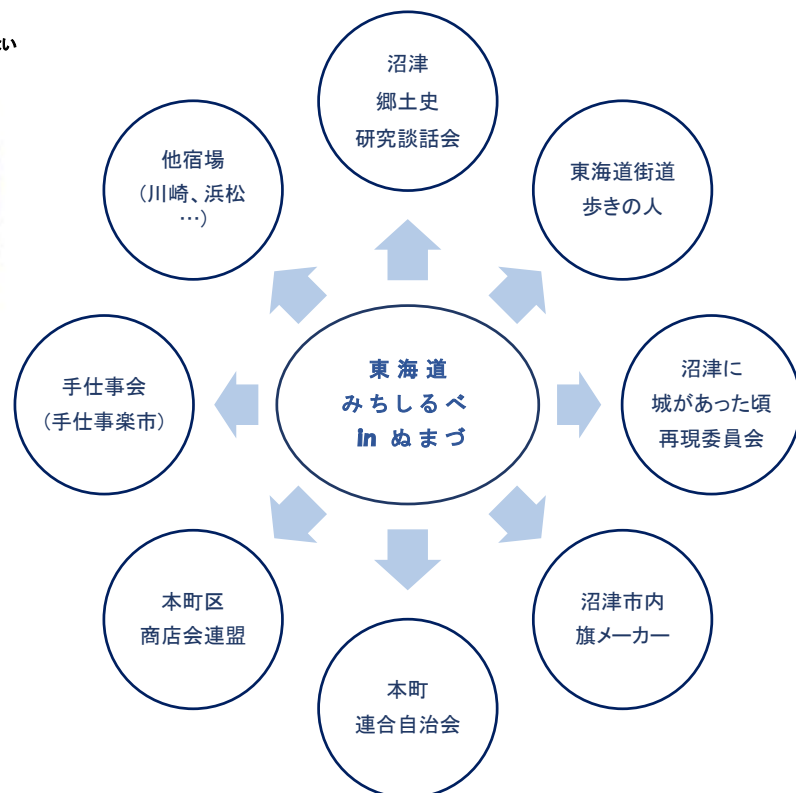 い
沼津
郷土史
研究談話会
東海道街道
歩きの人
沼津に
城があった頃
再現委員会
沼津市内
旗メーカー
本町
連合自治会
本町区
商店会連盟
手仕事会
(手仕事楽市)
他宿場
(川崎、浜松
…)
東海道
みちしるべ
in ぬまづ